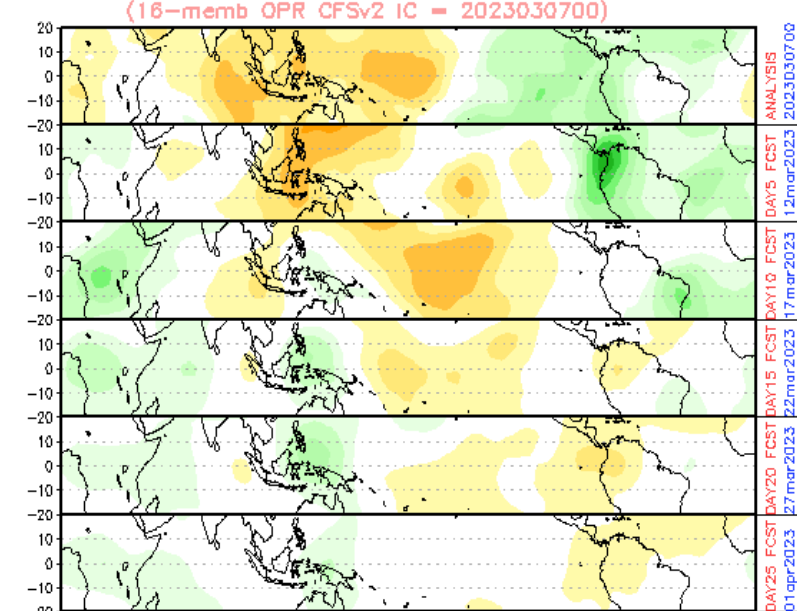 (16-memb OPR CFSv2 IC = 2023030700)
20
10
0
-10
-20
ANALYSIS
2023030700
10
0
-10
-20
DAY5 FCST
12mar2023
10
0
-10
-20
DAY10 FCST
17mar2023
10
0
-10
-20
DAY15 FCST
22mar2023
10
0
-10
-20
DAY20 FCST
27mar2023
10
0
-10
DAY25 FCST
01apr2023